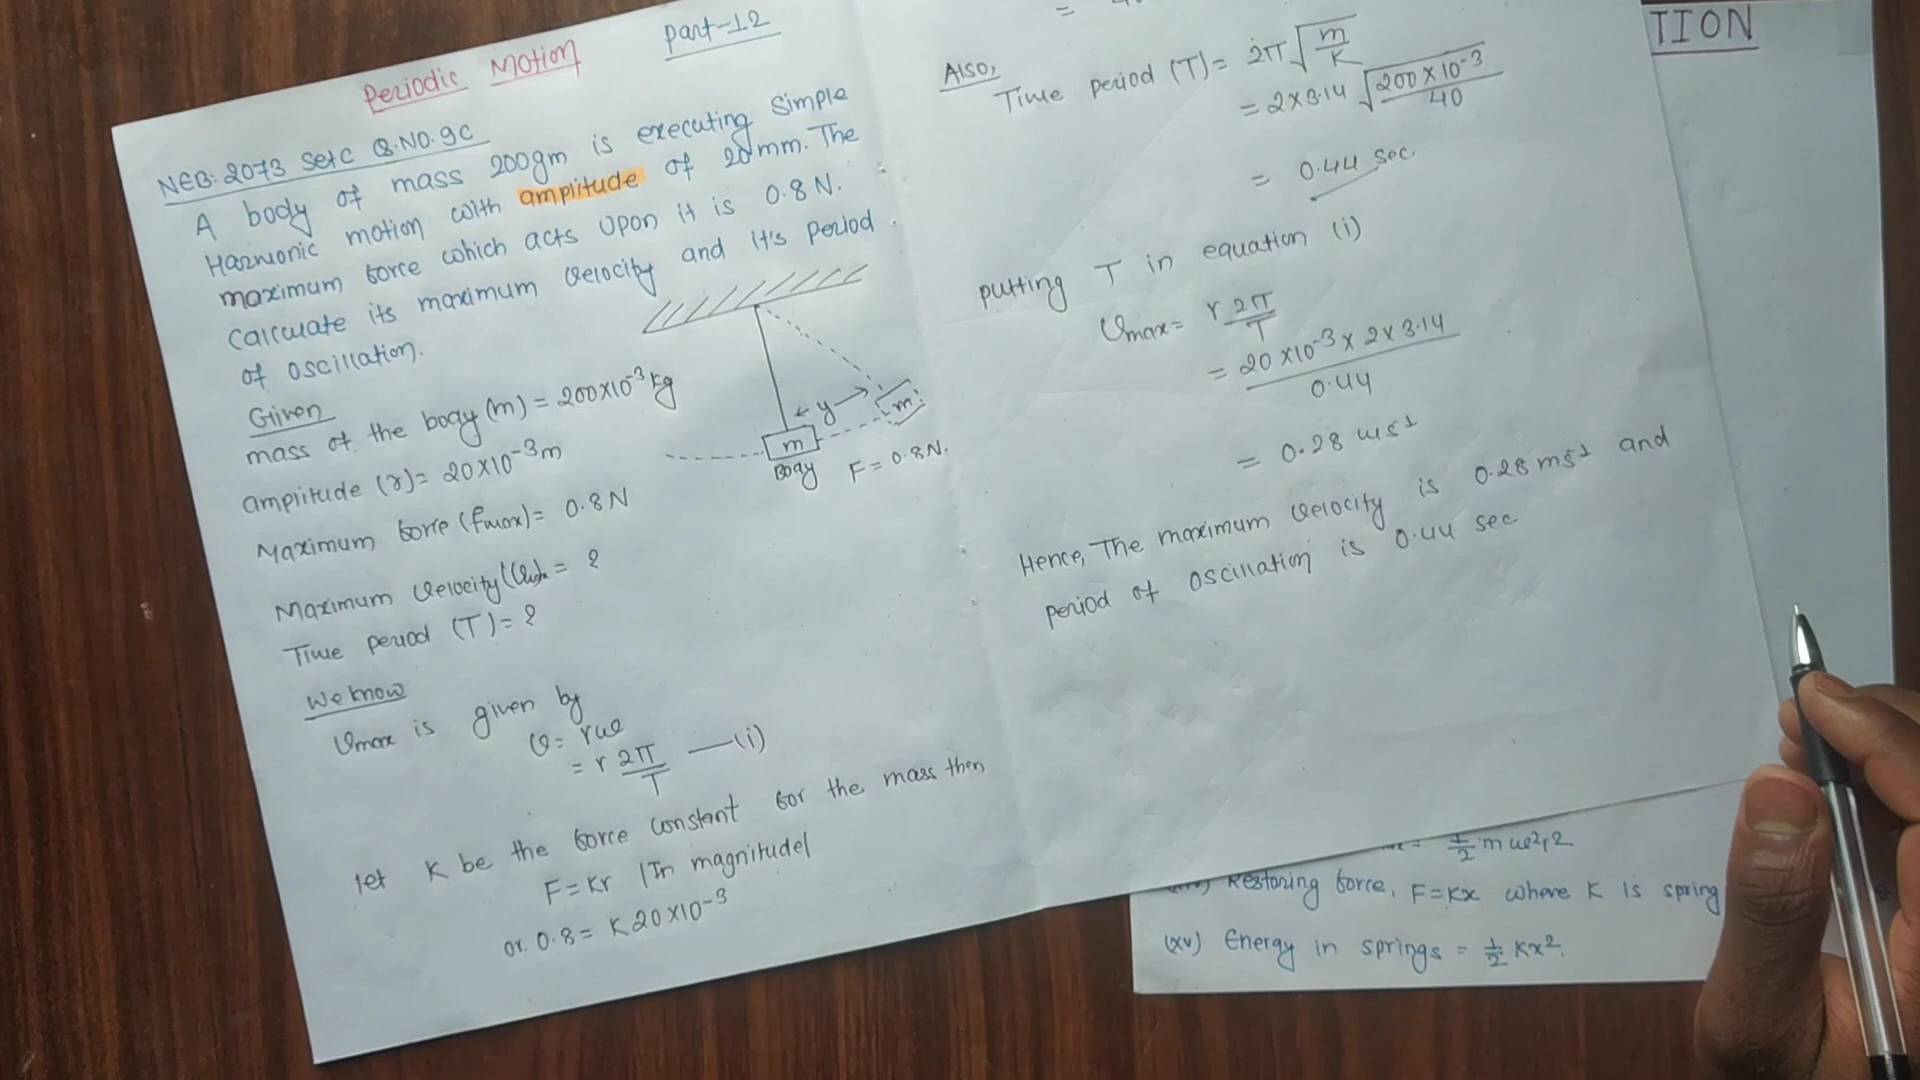 Periodic Motion Part-12
NEB: 2073 Set C Q.NO. 9C
A body of mass 200gm is executing simple
Harmonic motion with amplitude of 20mm. The
maximum force which acts upon it is 0.8 N.
Calculate its maximum velocity and it's period
of oscillation.
Given
mass of the body (m) = 200×10⁻³ kg
amplitude (r) = 20×10⁻³ m
Maximum force (fmax) = 0.8 N
Maximum velocity (Vmax) = ?
Time period (T) = ?
m
y
m
Body
F = 0.8 N.
We know
Vmax is given by
V = rω
= r 2π/T —(i)
let K be the force constant for the mass then
F = Kr |In magnitude|
or, 0.8 = K 20×10⁻³
Also,
Time period (T) = 2π√(m/K)
= 2×3.14 √(200×10⁻³/40)
= 0.44 sec.
putting T in equation (i)
Vmax = r 2π/T
= 20×10⁻³×2×3.14/0.44
= 0.28 ms⁻¹
Hence, The maximum velocity is 0.28 ms⁻¹ and
period of oscillation is 0.44 sec
TION
= ½ m ω²r²
Restoring force, F = Kx where K is spring
(xv) Energy in springs = ½ Kx².